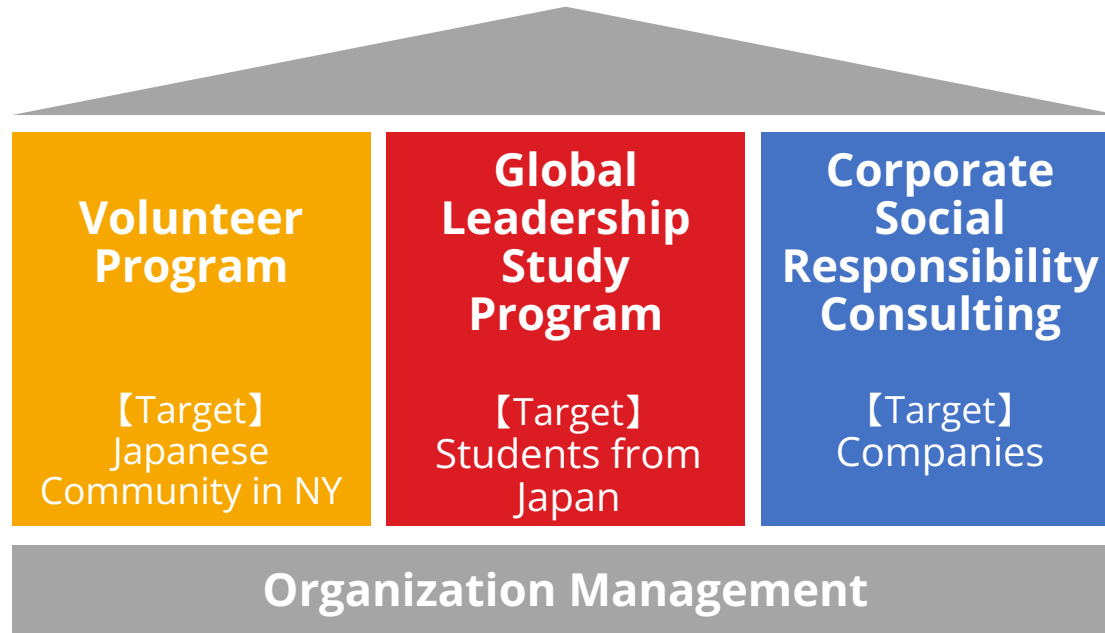 Volunteer
Program
【Target】
Japanese
Community in NY
Global
Leadership
Study
Program
【Target】
Students from
Japan
Corporate
Social
Responsibility
Consulting
【Target】
Companies
Organization Management